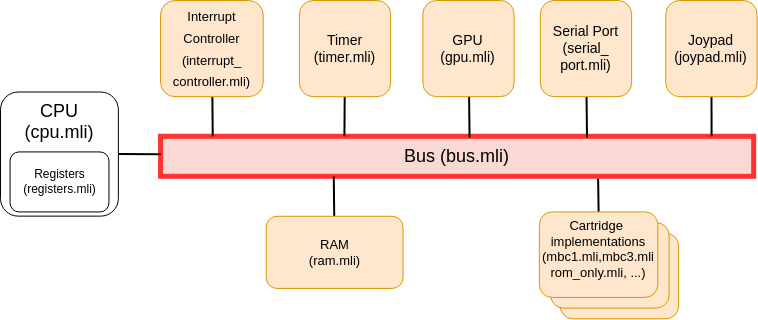 Interrupt
Controller
(interrupt_
controller.mli)
Timer
(timer.mli)
GPU
(gpu.mli)
Serial Port
(serial_
port.mli)
Joypad
(joypad.mli)
CPU
(cpu.mli)
Registers
(registers.mli)
Bus (bus.mli)
RAM
(ram.mli)
Cartridge
implementations
(mbc1.mli,mbc3.mli
rom_only.mli, ...)